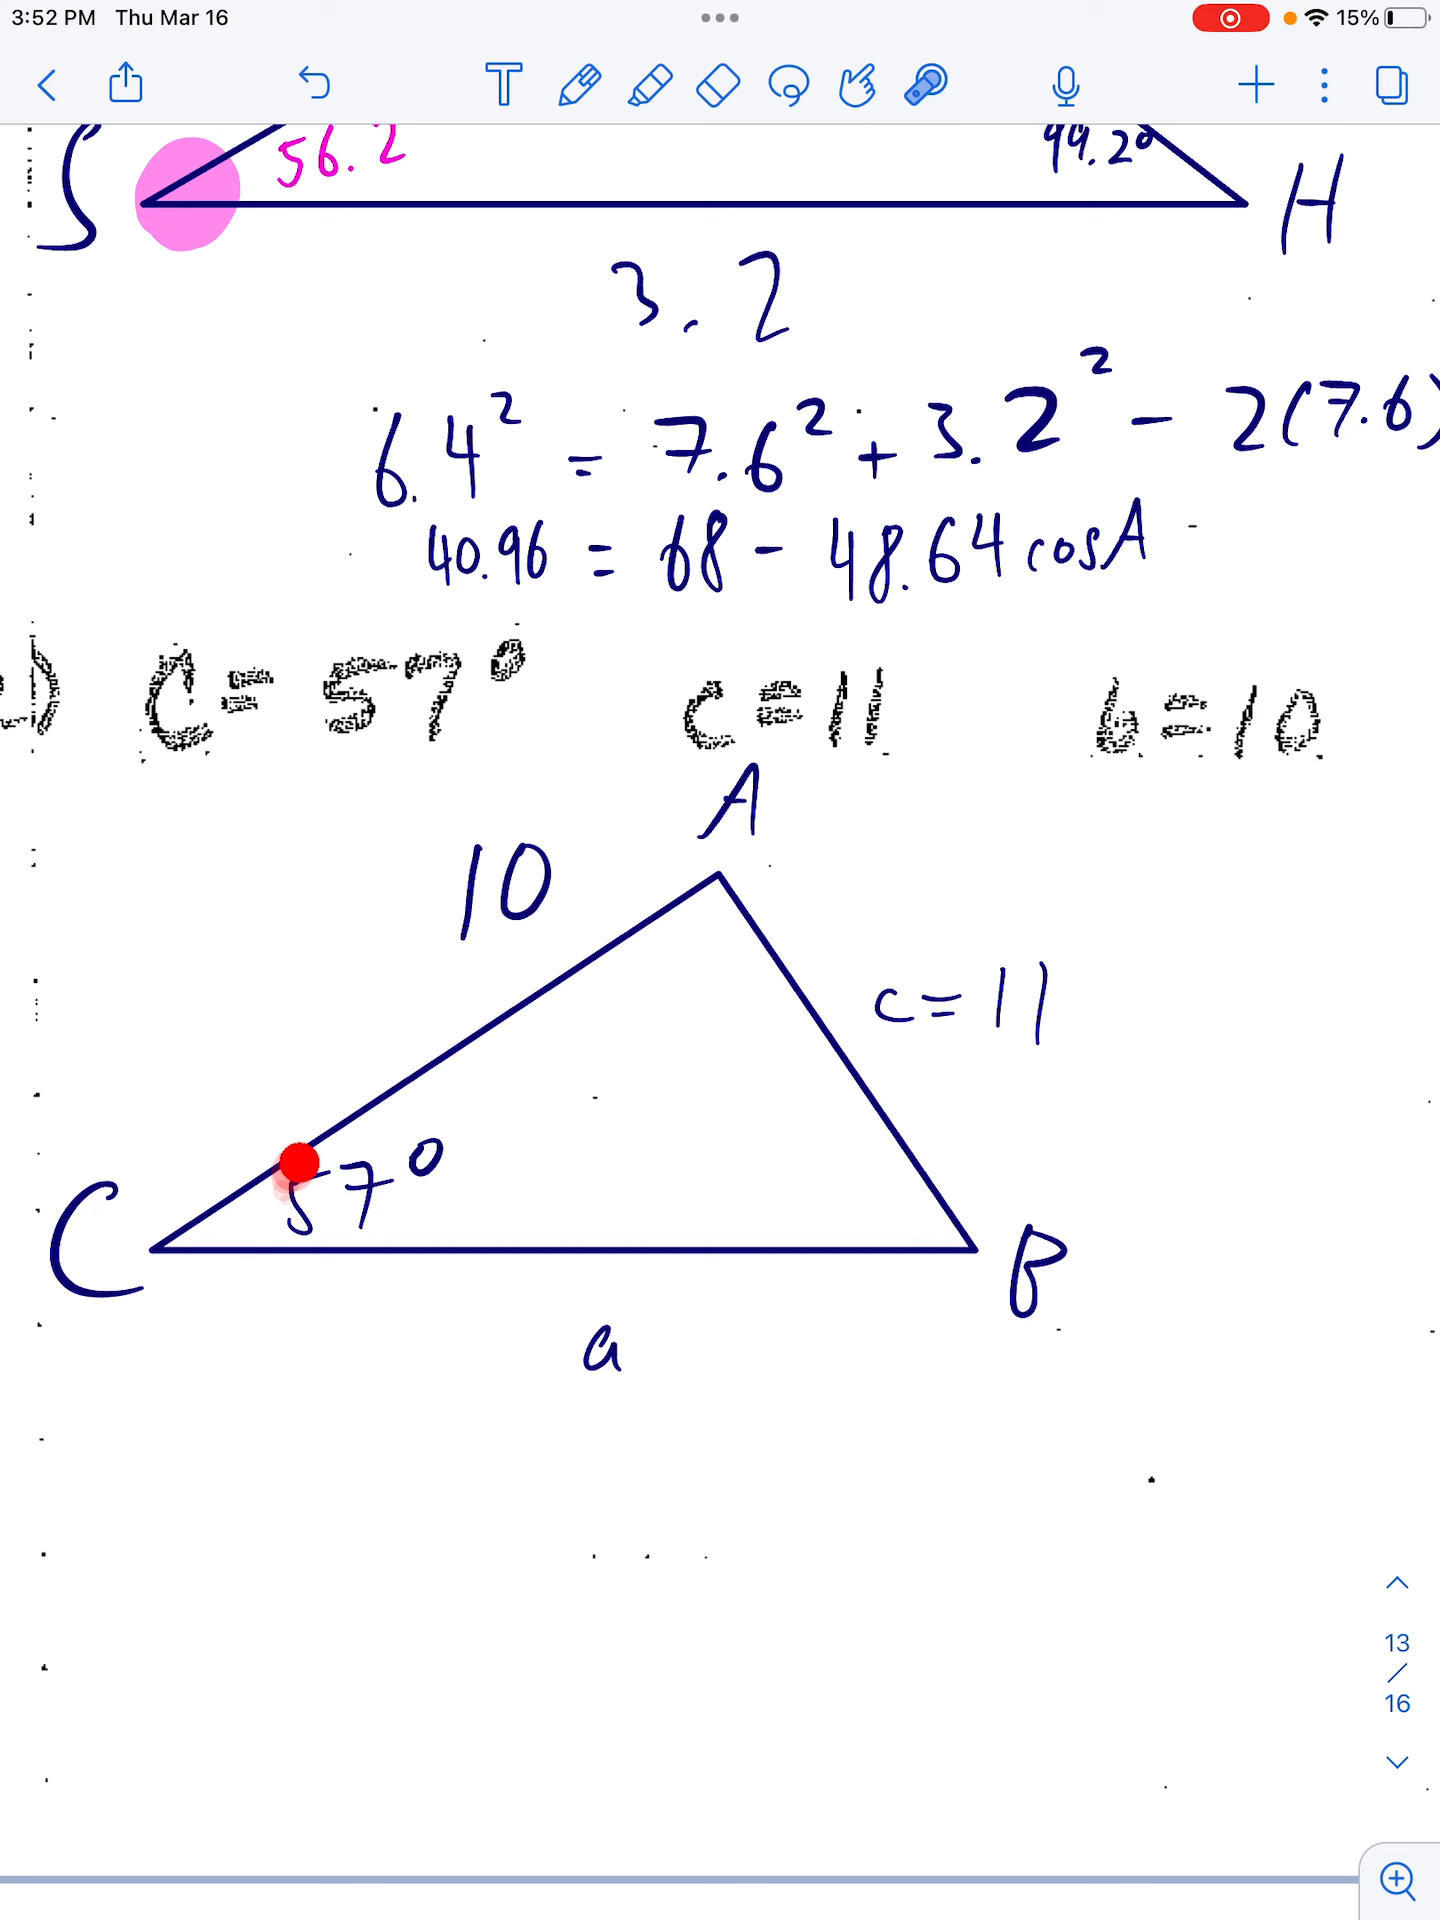 3:52 PM Thu Mar 16
15%
S 56.2 44.2° H
3.2
6.4² = 7.6² + 3.2² - 2(7.6)
40.96 = 68 - 48.64 cosA
C=57° c=11 b=10
A
10
c=11
57°
C B
a
13
/
16